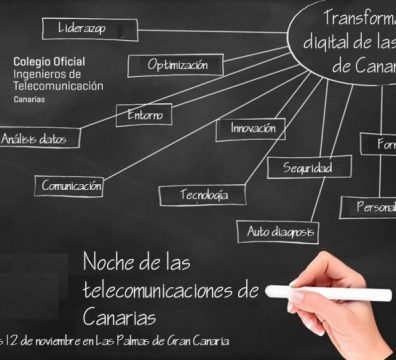 Liderazgo
Transforma
digital de las
de Canar
Colegio Oficial
Ingenieros de
Telecomunicación
Canarias
Optimización
Entorno
Innovación
Análisis datos
Form
Seguridad
Comunicación
Tecnología
Personal
Auto diagnosis
Noche de las
telecomunicaciones de
Canarias
s 12 de noviembre en Las Palmas de Gran Canaria